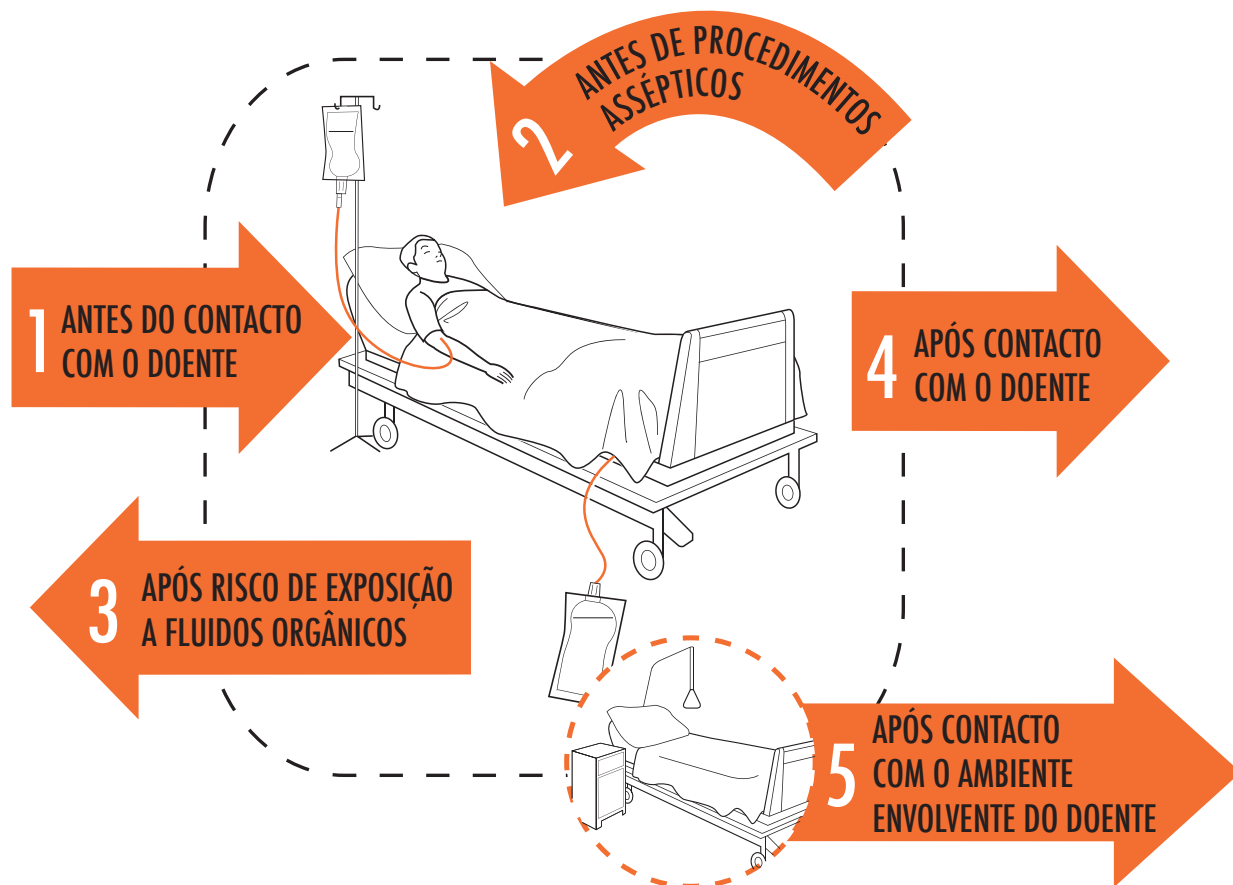 1
ANTES DO CONTACTO
COM O DOENTE
2
ANTES DE PROCEDIMENTOS
ASSÉPTICOS
3
APÓS RISCO DE EXPOSIÇÃO
A FLUIDOS ORGÂNICOS
4
APÓS CONTACTO
COM O DOENTE
5
APÓS CONTACTO
COM O AMBIENTE
ENVOLVENTE DO DOENTE